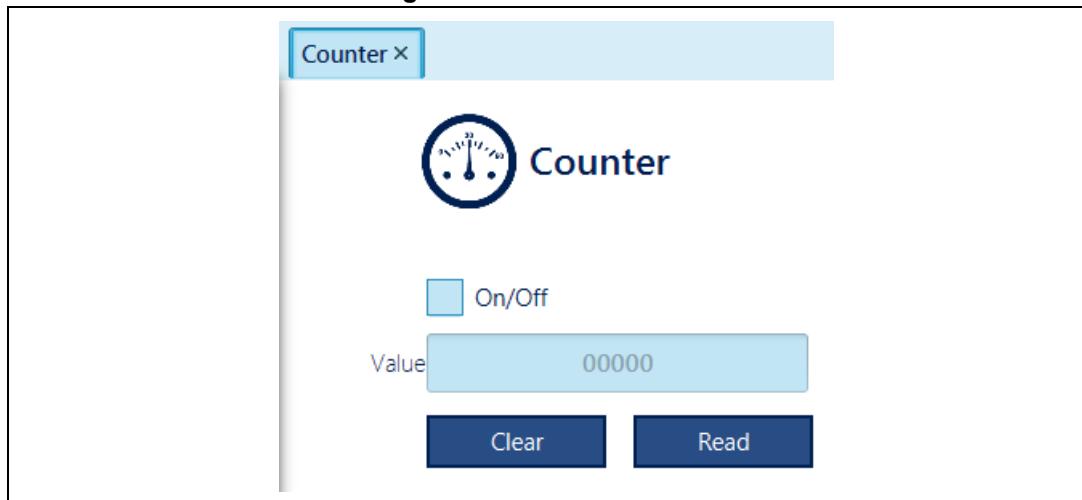 Counter ×
Counter
On/Off
Value 00000
Clear Read